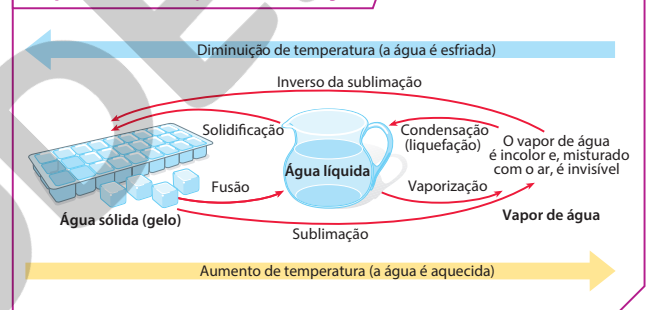 Diminuição de temperatura (a água é esfriada)
Inverso da sublimação
Solidificação
Condensação
(liquefação)
O vapor de água
é incolor e, misturado
com o ar, é invisível
Água líquida
Fusão
Vaporização
Água sólida (gelo)
Vapor de água
Sublimação
Aumento de temperatura (a água é aquecida)